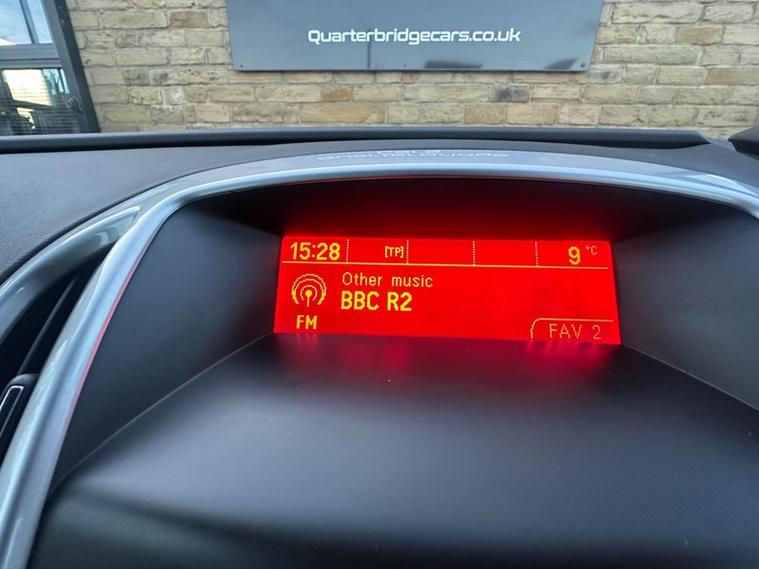 Quarterbridgecars.co.uk
15:28 [TP] 9 °C
Other music
BBC R2
FM
FAV 2